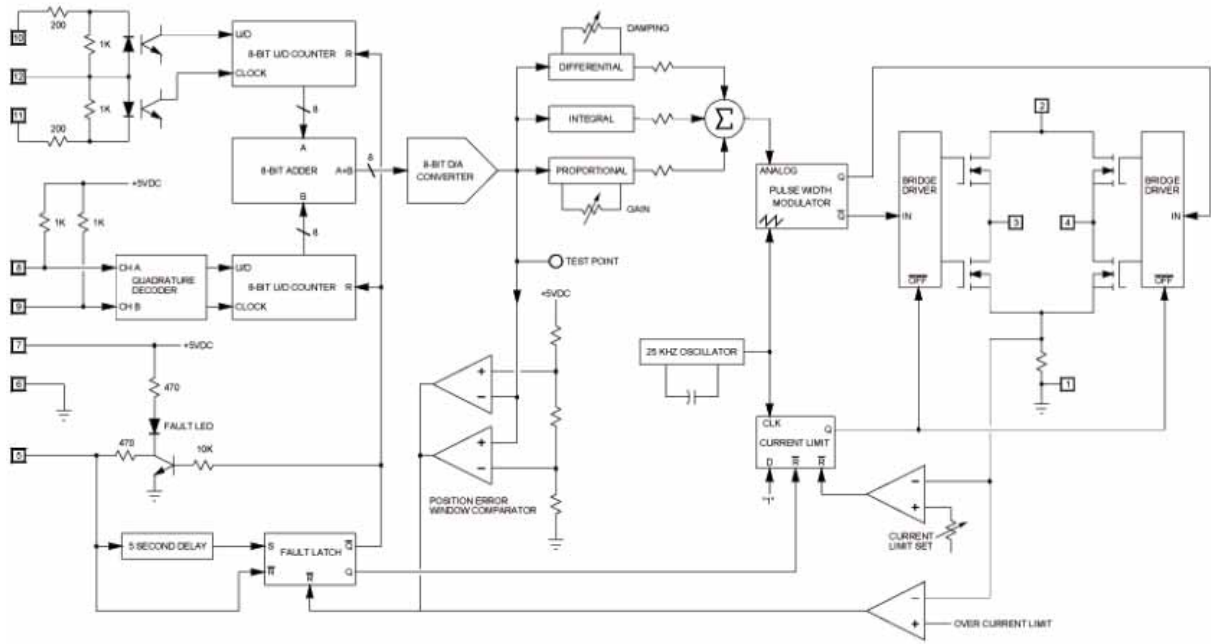 200
10
1K
12
1K
11
200
U/D
8-BIT U/D COUNTER
R
CLOCK
8
A
8-BIT ADDER
A+B
8
B
8
8-BIT D/A
CONVERTER
+5VDC
1K
1K
8
CH A
QUADRATURE
DECODER
9
CH B
U/D
8-BIT U/D COUNTER
R
CLOCK
7
+5VDC
6
470
FAULT LED
5
470
10K
5 SECOND DELAY
S
FAULT LATCH
Q
R
R
Q
DAMPING
DIFFERENTIAL
INTEGRAL
PROPORTIONAL
GAIN
Σ
TEST POINT
+5VDC
+
-
+
-
POSITION ERROR
WINDOW COMPARATOR
ANALOG
Q
PULSE WIDTH
MODULATOR
Q
25 KHZ OSCILLATOR
CLK
Q
CURRENT LIMIT
D
R
R
"1"
BRIDGE
DRIVER
IN
OFF
2
3
4
BRIDGE
DRIVER
IN
OFF
1
-
+
CURRENT
LIMIT SET
-
+
OVER CURRENT LIMIT